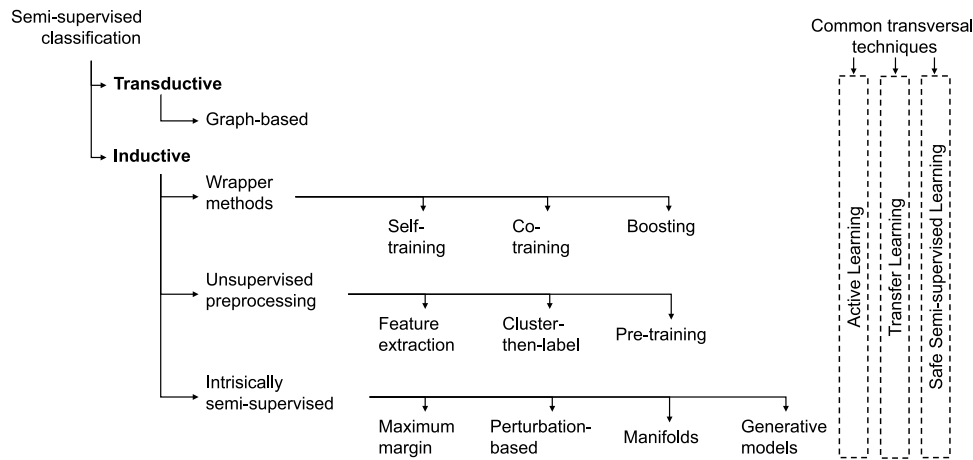 Semi-supervised
classification
Common transversal
techniques
Transductive
Graph-based
Inductive
Wrapper
methods
Self-
training
Co-
training
Boosting
Unsupervised
preprocessing
Feature
extraction
Cluster-
then-label
Pre-training
Intrisically
semi-supervised
Maximum
margin
Perturbation-
based
Manifolds
Generative
models
Active Learning
Transfer Learning
Safe Semi-supervised Learning